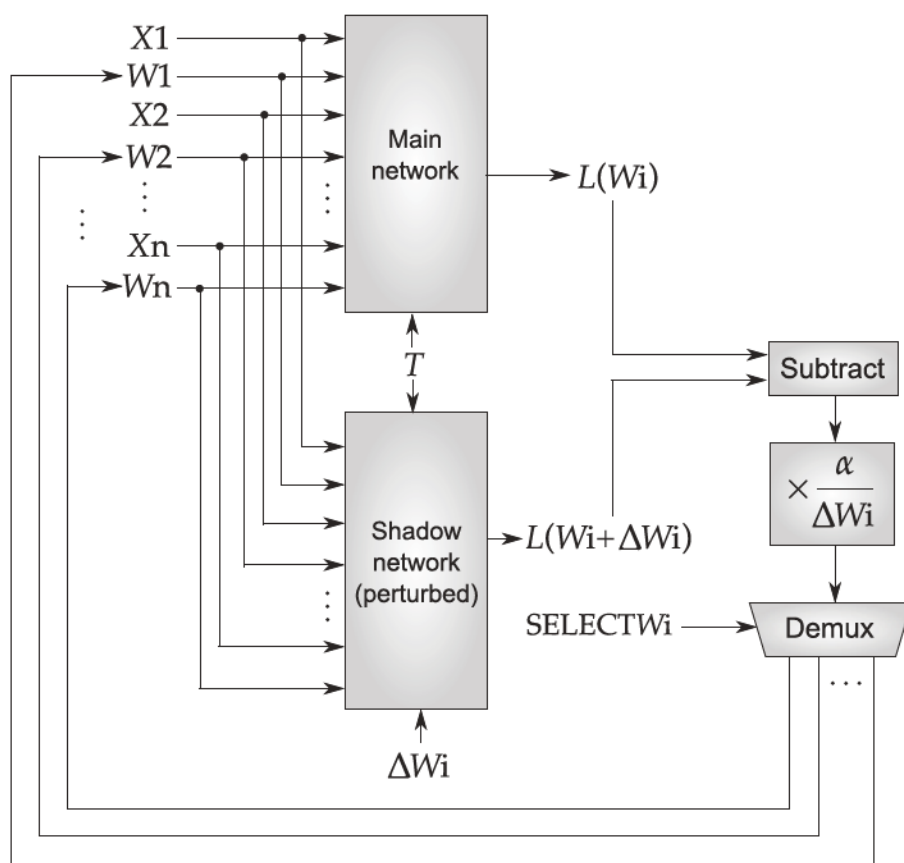 X1
W1
X2
W2
Xn
Wn
Main
network
L(Wi)
T
Subtract
× α
ΔWi
Shadow
network
(perturbed)
L(Wi+ΔWi)
SELECTWi
Demux
ΔWi